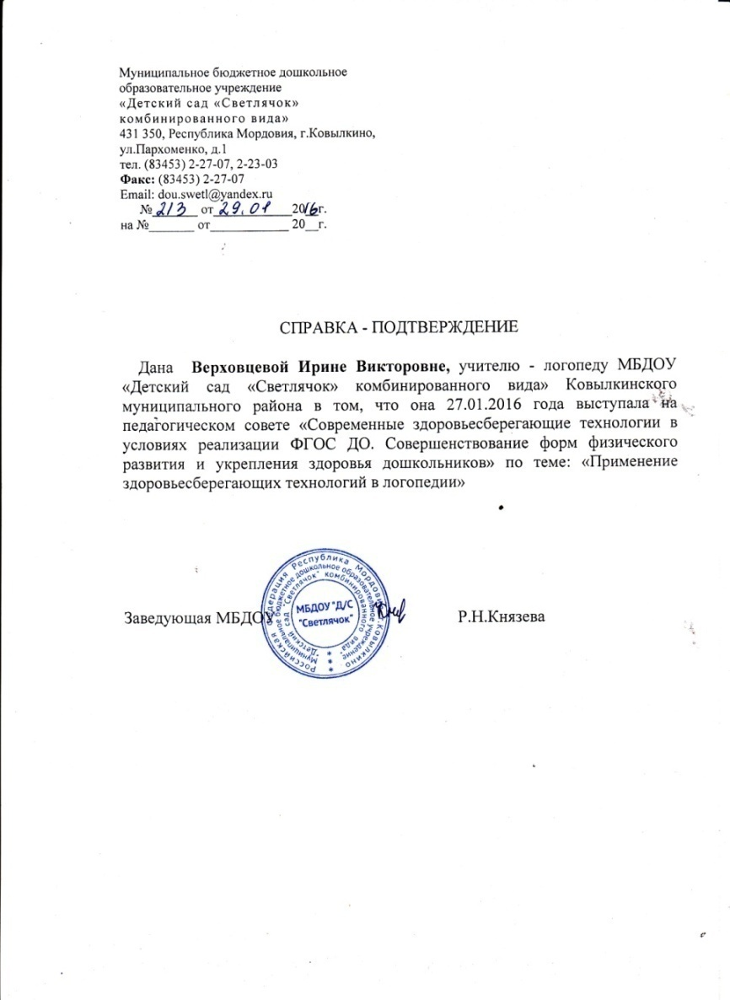 Муниципальное бюджетное дошкольное
образовательное учреждение
«Детский сад «Светлячок»
комбинированного вида»
431 350, Республика Мордовия, г.Ковылкино,
ул.Пархоменко, д.1
тел. (83453) 2-27-07, 2-23-03
Факс: (83453) 2-27-07
Email: dou.swetl@yandex.ru
№ 213 от 29.01 2016г.
на №_______ от____________ 20__г.
СПРАВКА - ПОДТВЕРЖДЕНИЕ
Дана Верховцевой Ирине Викторовне, учителю - логопеду МБДОУ
«Детский сад «Светлячок» комбинированного вида» Ковылкинского
муниципального района в том, что она 27.01.2016 года выступала на
педагогическом совете «Современные здоровьесберегающие технологии в
условиях реализации ФГОС ДО. Совершенствование форм физического
развития и укрепления здоровья дошкольников» по теме: «Применение
здоровьесберегающих технологий в логопедии»
Заведующая МБДОУ Р.Н.Князева
Российская Федерация Республика Мордовия г.Ковылкино
Муниципальное бюджетное дошкольное образовательное учреждение
"Детский сад "Светлячок" комбинированного вида"
МБДОУ "Д/С
"Светлячок"